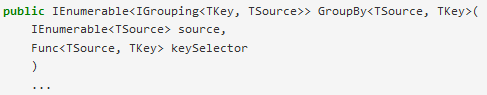 public IEnumerable<IGrouping<TKey, TSource>> GroupBy<TSource, TKey>(
    IEnumerable<TSource> source,
    Func<TSource, TKey> keySelector
    )
    ...